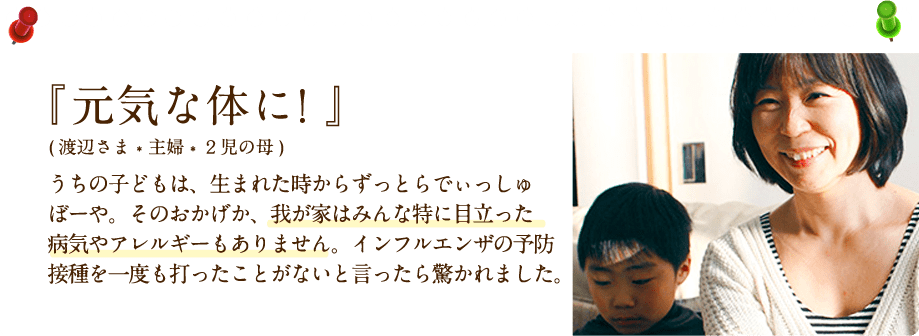 『元気な体に！』
(渡辺さま * 主婦 * ２児の母)
うちの子どもは、生まれた時からずっとらでぃっしゅ
ぼーや。そのおかげか、我が家はみんな特に目立った
病気やアレルギーもありません。インフルエンザの予防
接種を一度も打ったことがないと言ったら驚かれました。